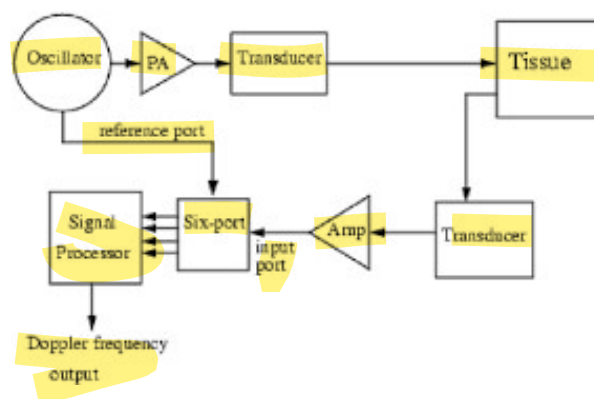 Oscillator
PA
Transducer
Tissue
reference port
Signal
Processor
Six-port
input
port
Amp
Transducer
Doppler frequency
output